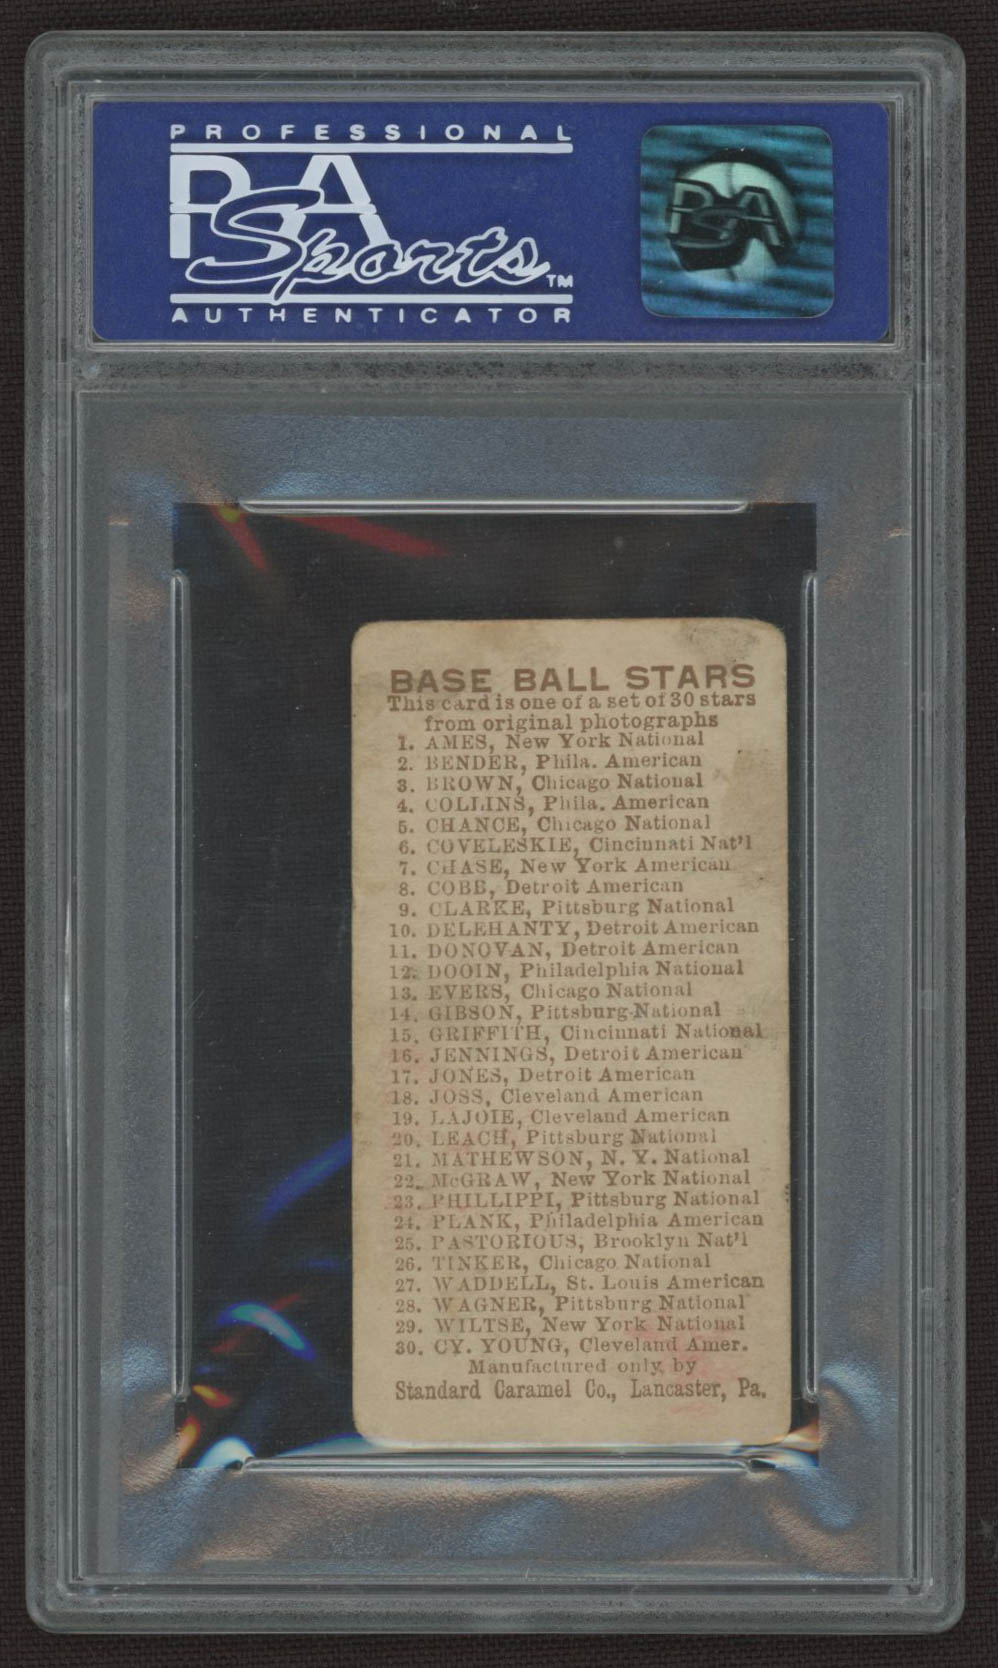 PROFESSIONAL
PSA
Sports™
AUTHENTICATOR
PSA
BASE BALL STARS
This card is one of a set of 30 stars
from original photographs
1. AMES, New York National
2. BENDER, Phila. American
3. BROWN, Chicago National
4. COLLINS, Phila. American
5. CHANCE, Chicago National
6. COVELESKIE, Cincinnati Nat'l
7. CHASE, New York American
8. COBB, Detroit American
9. CLARKE, Pittsburg National
10. DELEHANTY, Detroit American
11. DONOVAN, Detroit American
12. DOOIN, Philadelphia National
13. EVERS, Chicago National
14. GIBSON, Pittsburg National
15. GRIFFITH, Cincinnati National
16. JENNINGS, Detroit American
17. JONES, Detroit American
18. JOSS, Cleveland American
19. LAJOIE, Cleveland American
20. LEACH, Pittsburg National
21. MATHEWSON, N. Y. National
22. McGRAW, New York National
23. PHILLIPPI, Pittsburg National
24. PLANK, Philadelphia American
25. PASTORIOUS, Brooklyn Nat'l
26. TINKER, Chicago National
27. WADDELL, St. Louis American
28. WAGNER, Pittsburg National
29. WILTSE, New York National
30. CY. YOUNG, Cleveland Amer.
Manufactured only by
Standard Caramel Co., Lancaster, Pa.